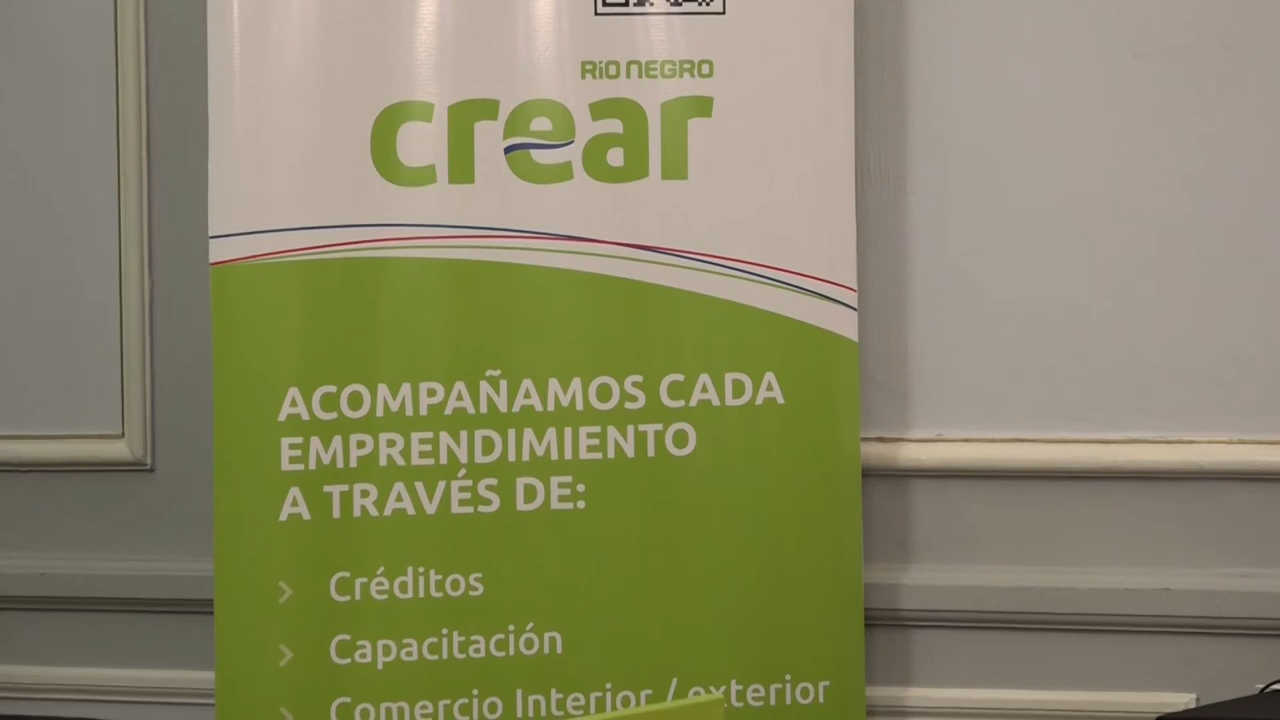 RÍO NEGRO
crear
ACOMPAÑAMOS CADA
EMPRENDIMIENTO
A TRAVÉS DE:
› Créditos
› Capacitación
› Comercio Interior / exterior